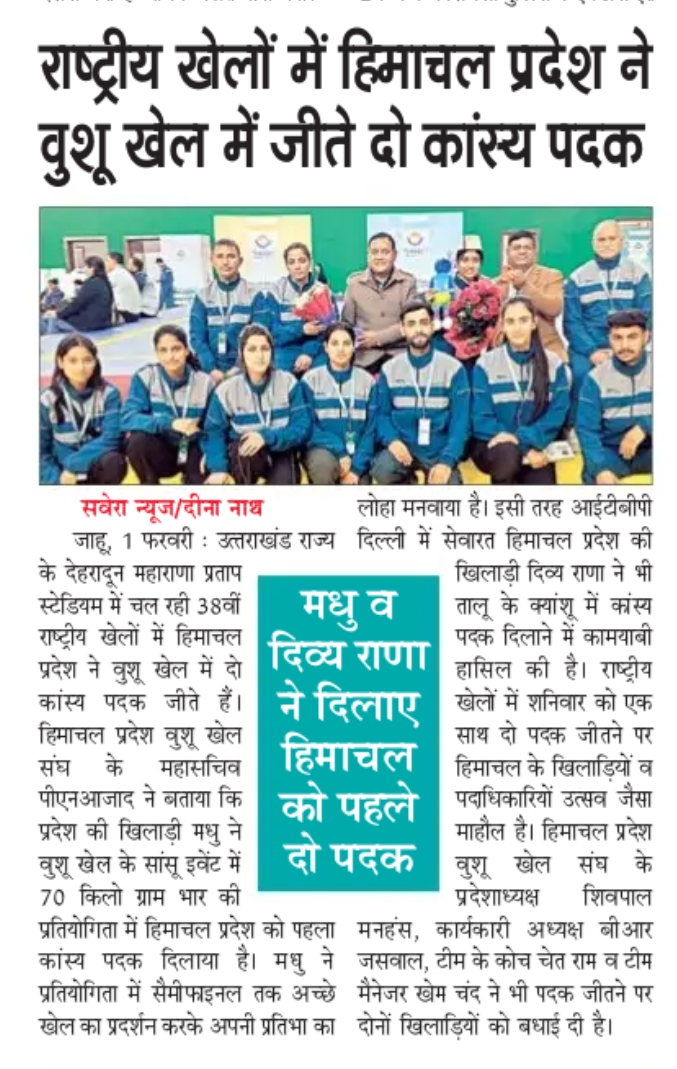 राष्ट्रीय खेलों में हिमाचल प्रदेश ने
वुशू खेल में जीते दो कांस्य पदक
सवेरा न्यूज/दीना नाथ
जाहू, 1 फरवरी : उत्तराखंड राज्य
के देहरादून महाराणा प्रताप
स्टेडियम में चल रही 38वीं
राष्ट्रीय खेलों में हिमाचल
प्रदेश ने वुशू खेल में दो
कांस्य पदक जीते हैं।
हिमाचल प्रदेश वुशू खेल
संघ के महासचिव
पीएनआजाद ने बताया कि
प्रदेश की खिलाड़ी मधु ने
वुशू खेल के सांसू इवेंट में
70 किलो ग्राम भार की
प्रतियोगिता में हिमाचल प्रदेश को पहला
कांस्य पदक दिलाया है। मधु ने
प्रतियोगिता में सैमीफाइनल तक अच्छे
खेल का प्रदर्शन करके अपनी प्रतिभा का
मधु व
दिव्य राणा
ने दिलाए
हिमाचल
को पहले
दो पदक
लोहा मनवाया है। इसी तरह आईटीबीपी
दिल्ली में सेवारत हिमाचल प्रदेश की
खिलाड़ी दिव्य राणा ने भी
तालू के क्यांशू में कांस्य
पदक दिलाने में कामयाबी
हासिल की है। राष्ट्रीय
खेलों में शनिवार को एक
साथ दो पदक जीतने पर
हिमाचल के खिलाड़ियों व
पदाधिकारियों उत्सव जैसा
माहौल है। हिमाचल प्रदेश
वुशू खेल संघ के
प्रदेशाध्यक्ष शिवपाल
मनहंस, कार्यकारी अध्यक्ष बीआर
जसवाल, टीम के कोच चेत राम व टीम
मैनेजर खेम चंद ने भी पदक जीतने पर
दोनों खिलाड़ियों को बधाई दी है।